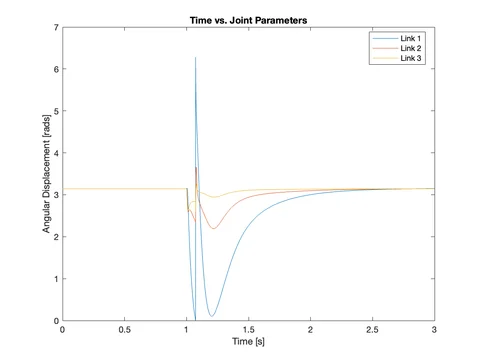 Time vs. Joint Parameters
Link 1
Link 2
Link 3
Angular Displacement [rads]
7
6
5
4
3
2
1
0
0
0.5
1
1.5
2
2.5
3
Time [s]